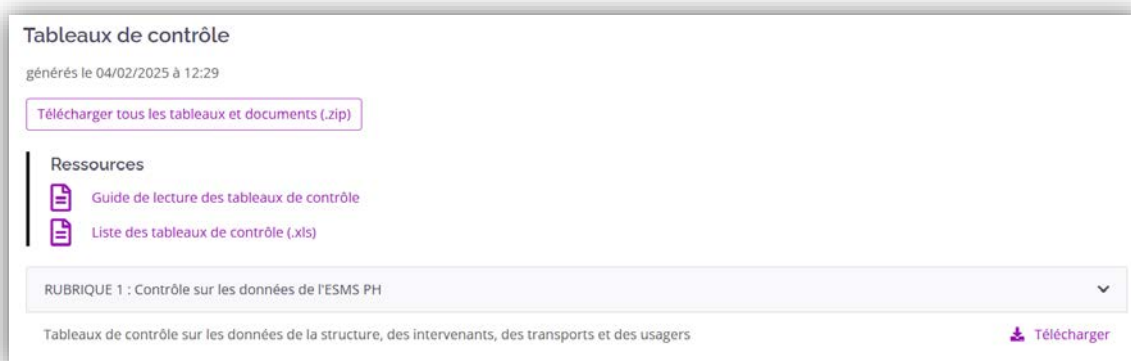 Tableaux de contrôle
générés le 04/02/2025 à 12:29
Télécharger tous les tableaux et documents (.zip)
Ressources
Guide de lecture des tableaux de contrôle
Liste des tableaux de contrôle (.xls)
RUBRIQUE 1 : Contrôle sur les données de l'ESMS PH
Tableaux de contrôle sur les données de la structure, des intervenants, des transports et des usagers Télécharger